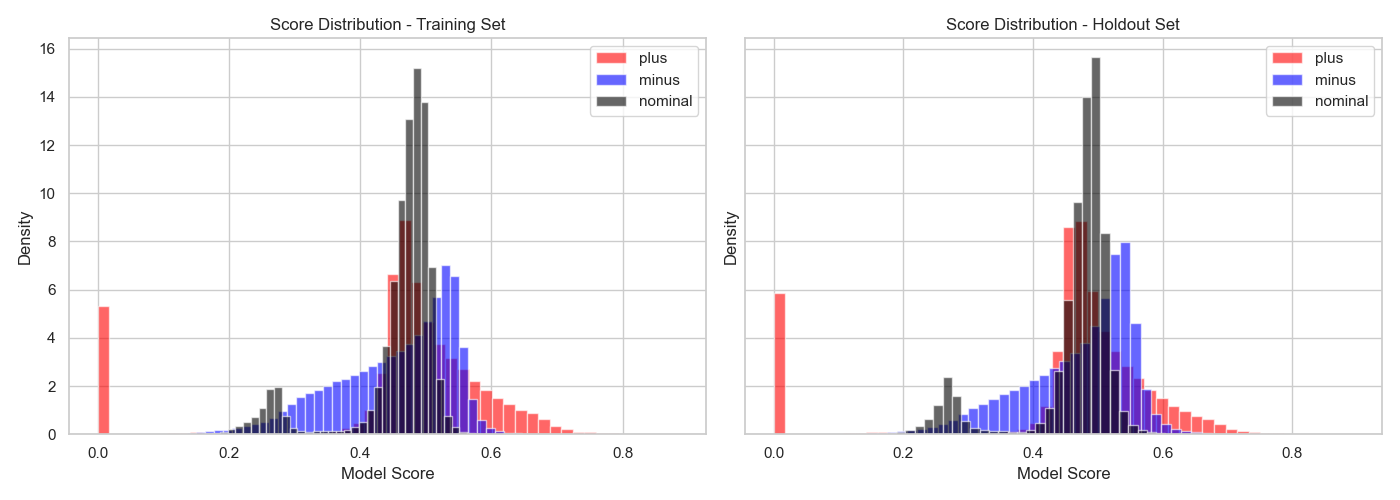 Score Distribution - Training Set
Density
16
14
12
10
8
6
4
2
0
0.0 0.2 0.4 0.6 0.8
Model Score
plus
minus
nominal
Score Distribution - Holdout Set
Density
0.0 0.2 0.4 0.6 0.8
Model Score
plus
minus
nominal